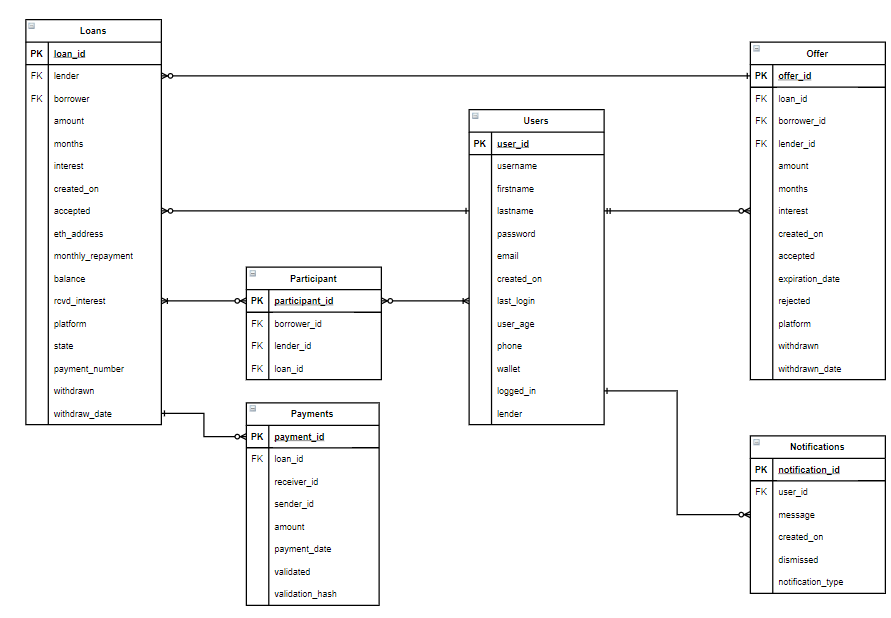 Loans
PK loan_id
FK lender
FK borrower
amount
months
interest
created_on
accepted
eth_address
monthly_repayment
balance
rcvd_interest
platform
state
payment_number
withdrawn
withdraw_date
Participant
PK participant_id
FK borrower_id
FK lender_id
FK loan_id
Payments
PK payment_id
FK loan_id
receiver_id
sender_id
amount
payment_date
validated
validation_hash
Users
PK user_id
username
firstname
lastname
password
email
created_on
last_login
user_age
phone
wallet
logged_in
lender
Offer
PK offer_id
FK loan_id
FK borrower_id
FK lender_id
amount
months
interest
created_on
accepted
expiration_date
rejected
platform
withdrawn
withdrawn_date
Notifications
PK notification_id
FK user_id
message
created_on
dismissed
notification_type